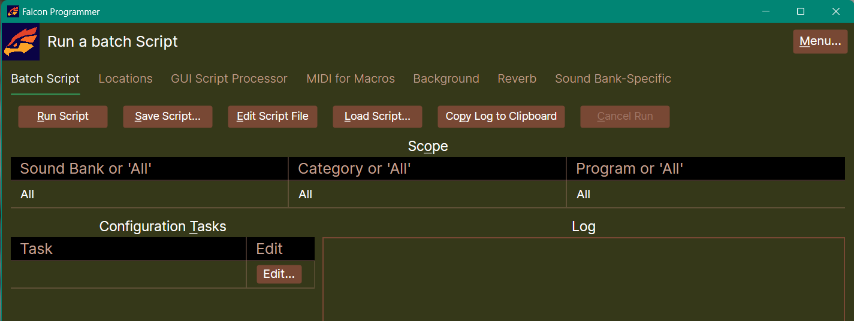 Falcon Programmer
Run a batch Script
Menu...
Batch Script Locations GUI Script Processor MIDI for Macros Background Reverb Sound Bank-Specific
Run Script Save Script... Edit Script File Load Script... Copy Log to Clipboard Cancel Run
Scope
Sound Bank or 'All' Category or 'All' Program or 'All'
All All All
Configuration Tasks Log
Task Edit
Edit...